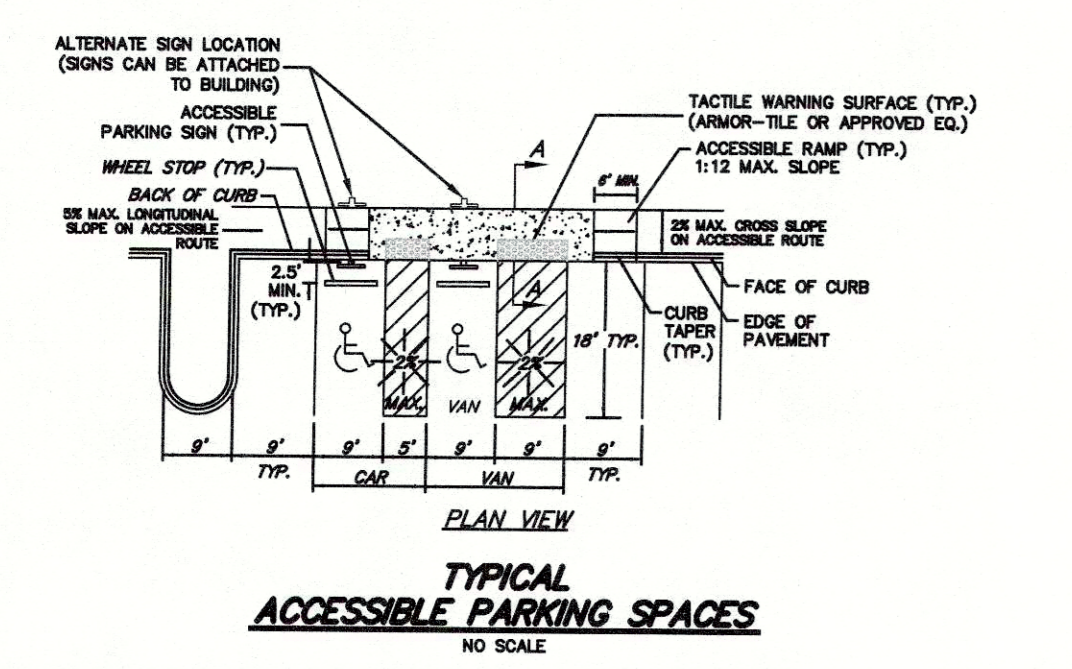 ALTERNATE SIGN LOCATION
(SIGNS CAN BE ATTACHED
TO BUILDING)
ACCESSIBLE
PARKING SIGN (TYP.)
WHEEL STOP (TYP.)
BACK OF CURB
5% MAX. LONGITUDINAL
SLOPE ON ACCESSIBLE
ROUTE
2.5'
MIN.
(TYP.)
A
TACTILE WARNING SURFACE (TYP.)
(ARMOR-TILE OR APPROVED EQ.)
ACCESSIBLE RAMP (TYP.)
1:12 MAX. SLOPE
6' MIN.
2% MAX. CROSS SLOPE
ON ACCESSIBLE ROUTE
A
FACE OF CURB
EDGE OF
PAVEMENT
CURB
TAPER
(TYP.)
18' TYP.
2%
MAX.
VAN
2%
MAX.
9' 9' 9' 5' 9' 9' 9'
TYP. CAR VAN TYP.
PLAN VIEW
TYPICAL
ACCESSIBLE PARKING SPACES
NO SCALE